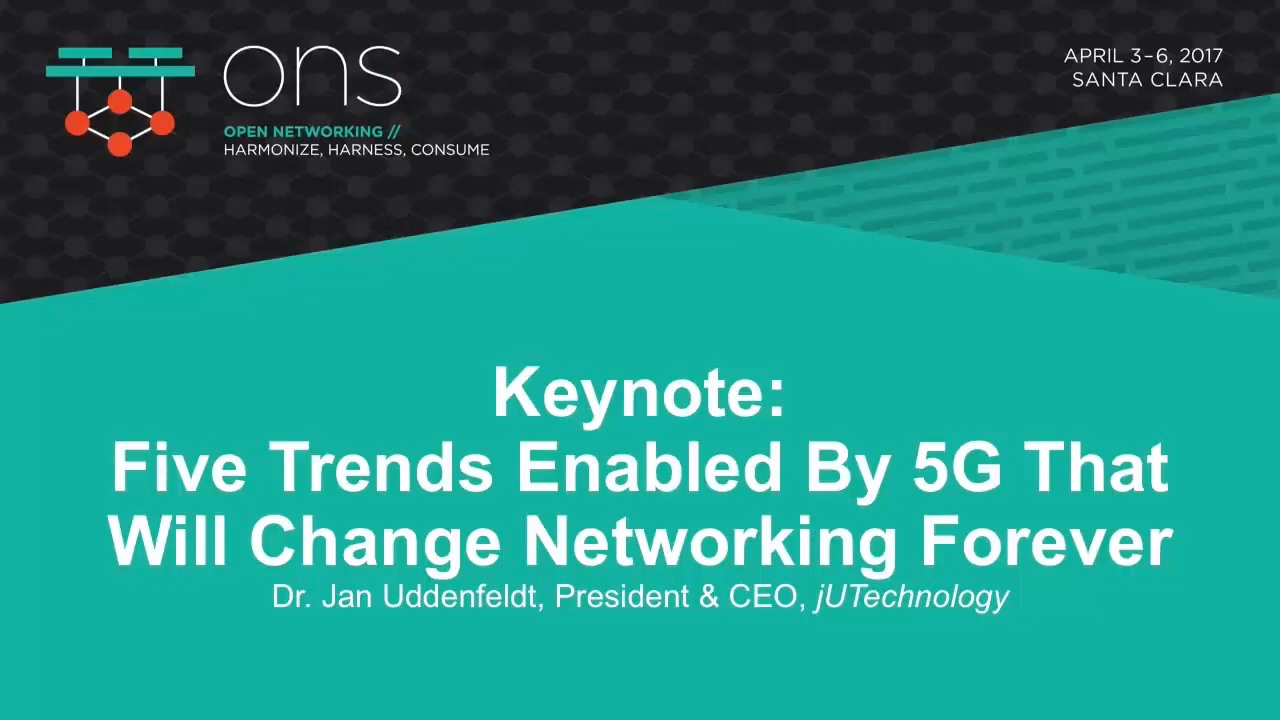 ons
OPEN NETWORKING //
HARMONIZE, HARNESS, CONSUME
APRIL 3–6, 2017
SANTA CLARA
Keynote:
Five Trends Enabled By 5G That
Will Change Networking Forever
Dr. Jan Uddenfeldt, President & CEO, jUTechnology